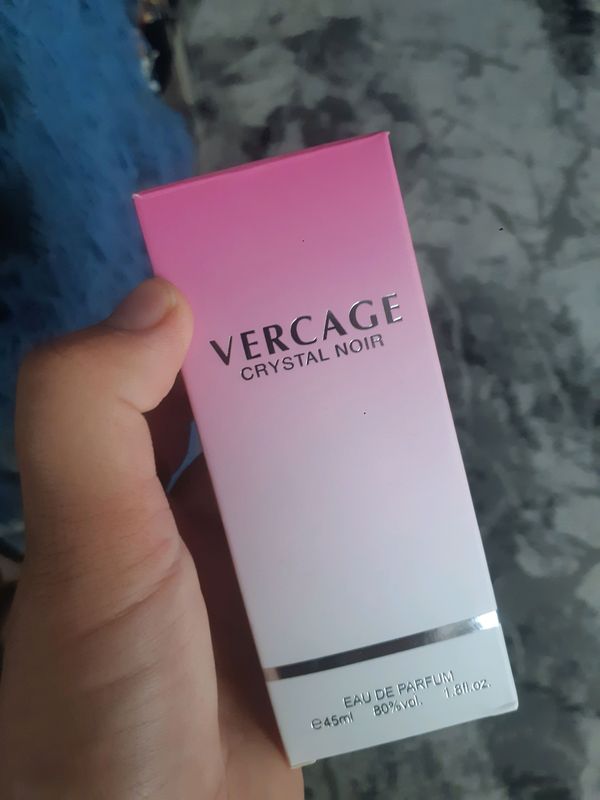 VERCAGE
CRYSTAL NOIR
EAU DE PARFUM
℮45ml 80%vol. 1.8fl.oz.